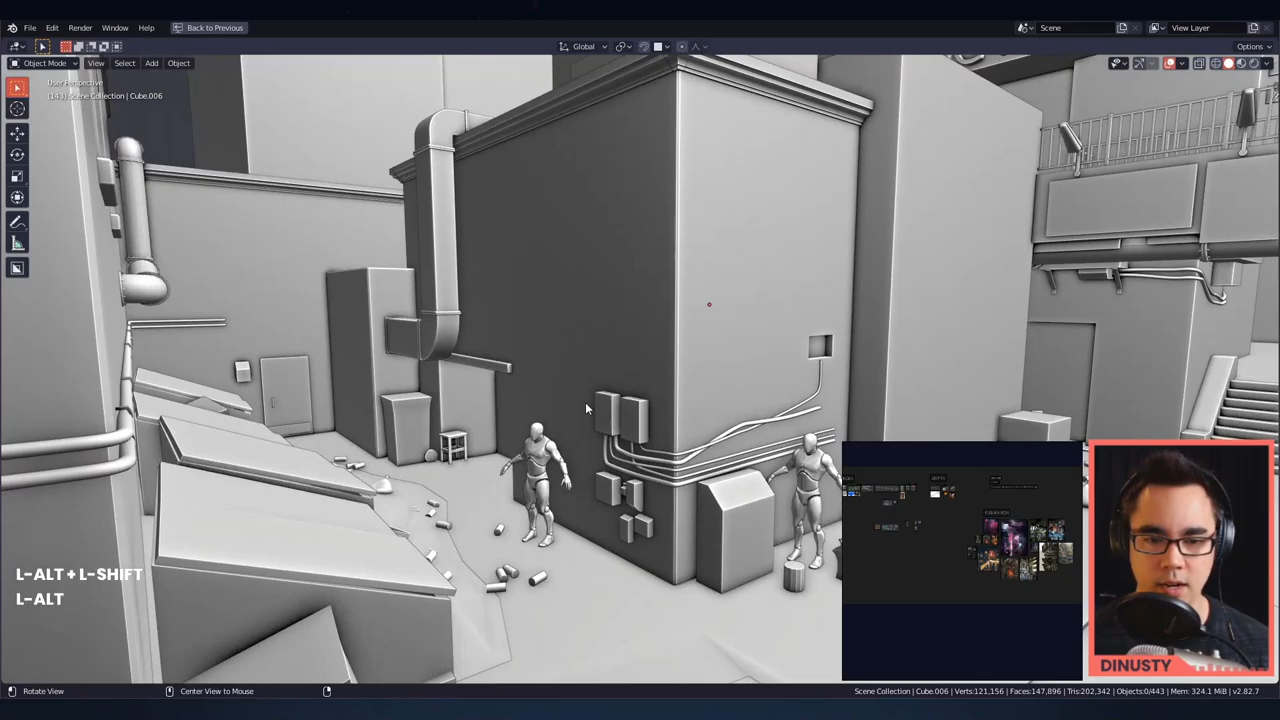 File Edit Render Window Help Back to Previous Scene View Layer
Global Options
Object Mode View Select Add Object
User Perspective
(143) Scene Collection | Cube.006
L-ALT + L-SHIFT
L-ALT
DINUSTY
Rotate View Center View to Mouse Scene Collection | Cube.006 | Verts:121,156 | Faces:147,896 | Tris:202,342 | Objects:0/443 | Mem: 324.1 MiB | v2.82.7